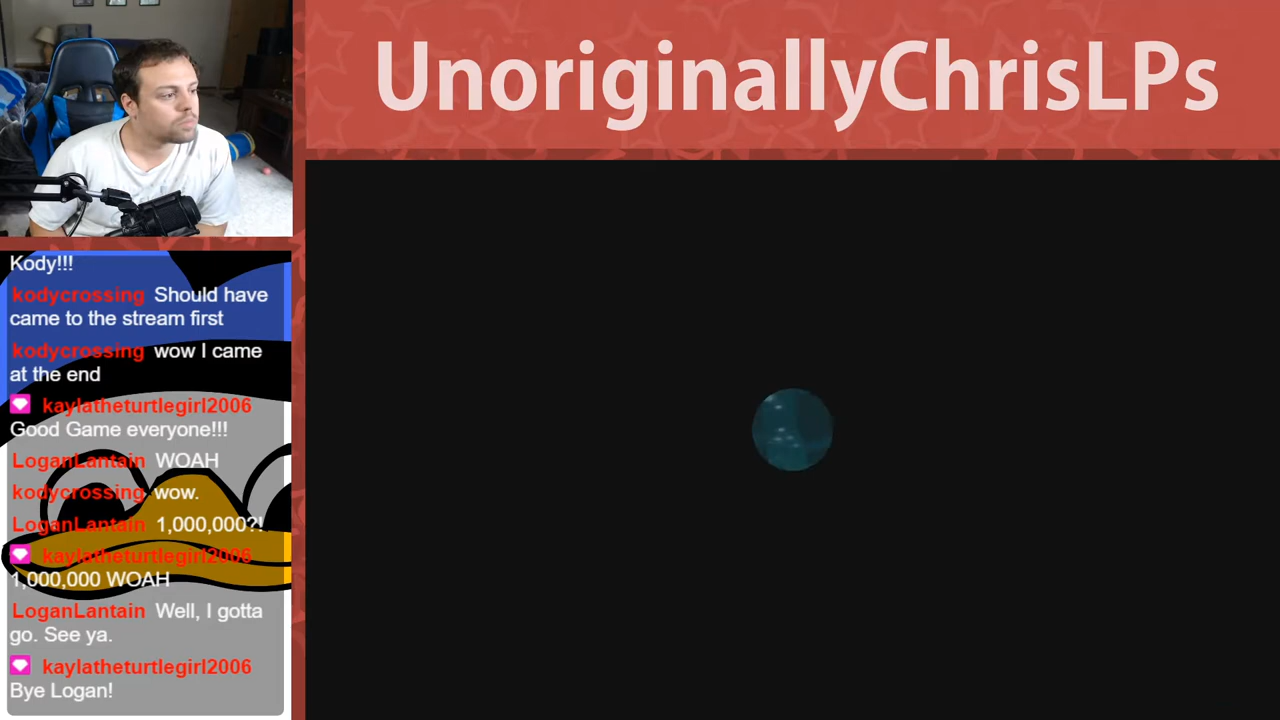 UnoriginallyChrisLPs
Kody!!!
kodycrossing Should have
came to the stream first
kodycrossing wow I came
at the end
kaylatheturtlegirl2006
Good Game everyone!!!
LoganLantain WOAH
kodycrossing wow.
LoganLantain 1,000,000?!
kaylatheturtlegirl2006
1,000,000 WOAH
LoganLantain Well, I gotta
go. See ya.
kaylatheturtlegirl2006
Bye Logan!